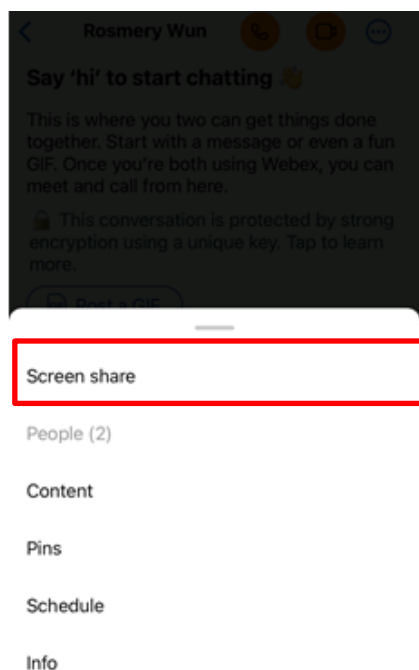 Rosmery Wun
Say ‘hi’ to start chatting 👋
This is where you two can get things done
together. Start with a message or even a fun
GIF. Once you're both using Webex, you can
meet and call from here.
This conversation is protected by strong
encryption using a unique key. Tap to learn
more.
Post a GIF
Screen share
People (2)
Content
Pins
Schedule
Info